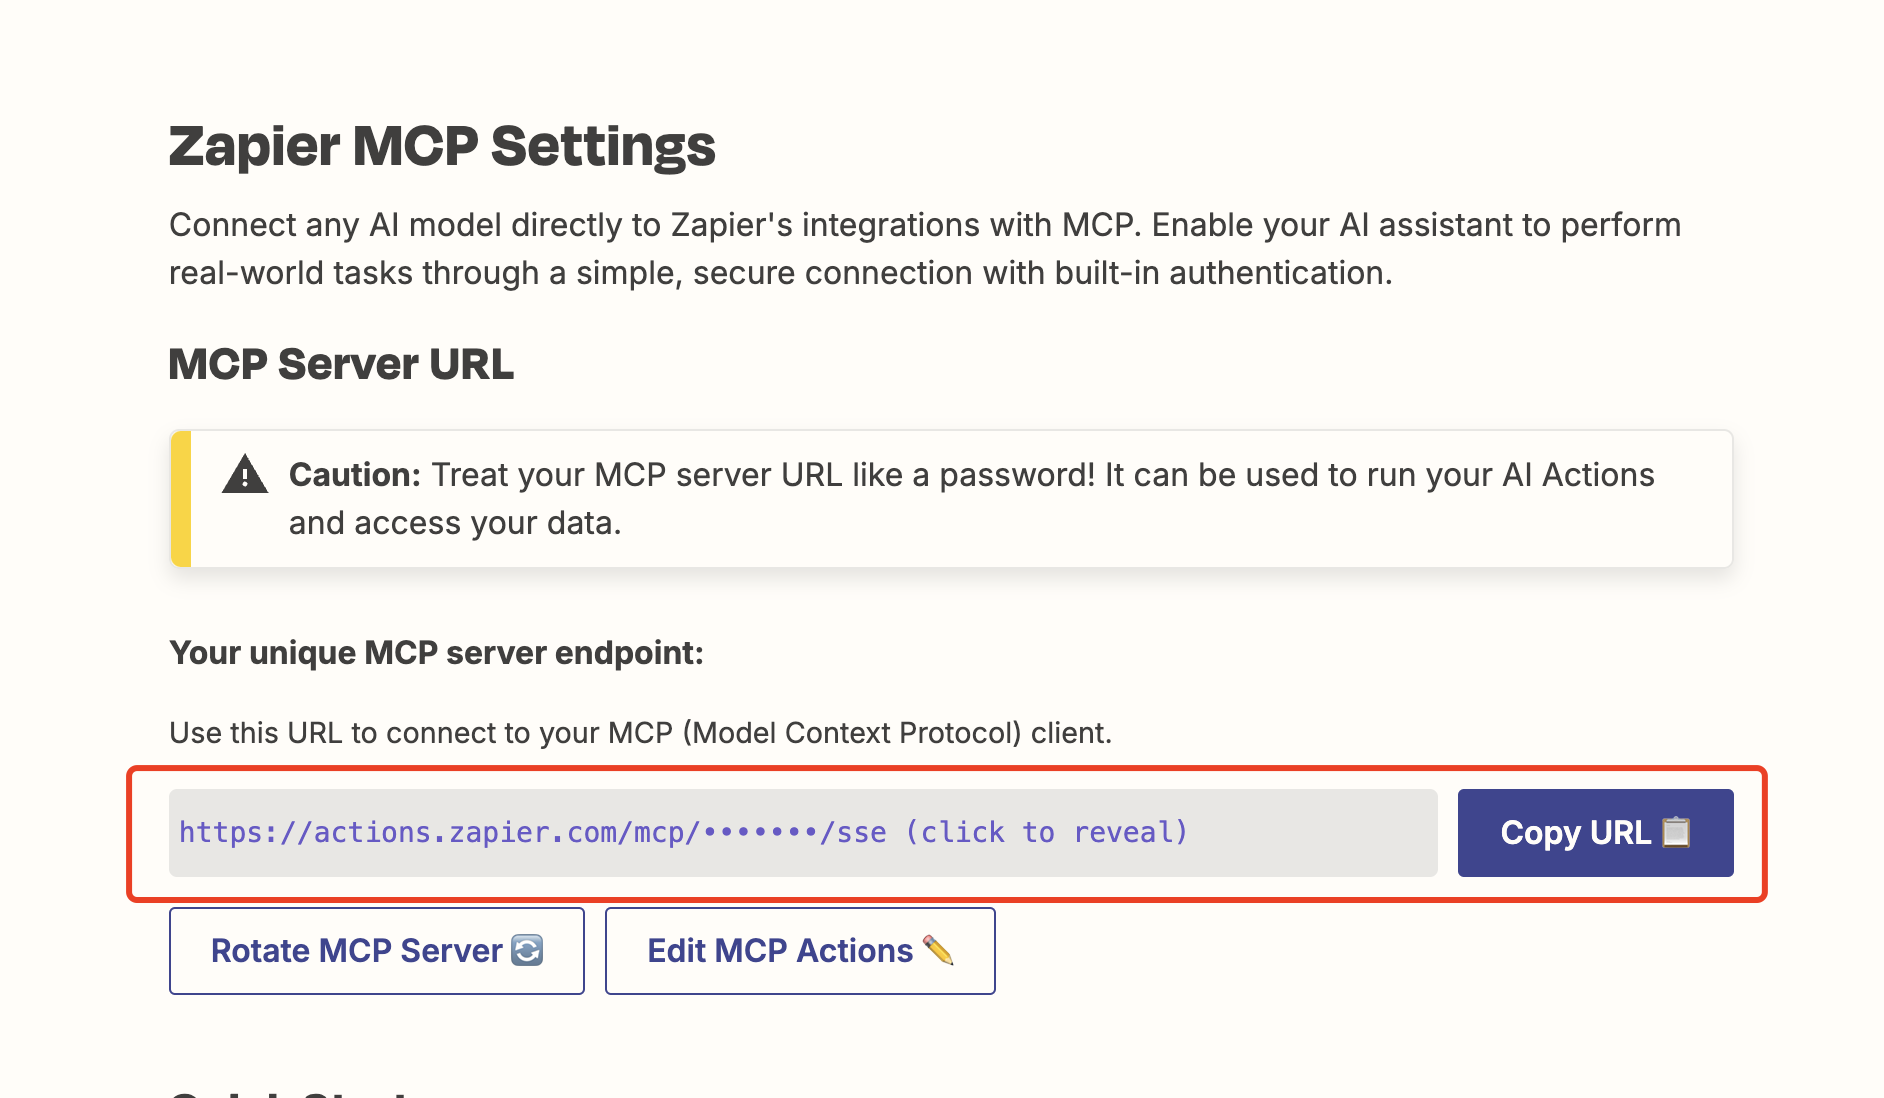 Zapier MCP Settings
Connect any AI model directly to Zapier's integrations with MCP. Enable your AI assistant to perform
real-world tasks through a simple, secure connection with built-in authentication.
MCP Server URL
Caution: Treat your MCP server URL like a password! It can be used to run your AI Actions
and access your data.
Your unique MCP server endpoint:
Use this URL to connect to your MCP (Model Context Protocol) client.
https://actions.zapier.com/mcp/•••••••/sse (click to reveal)
Copy URL 📋
Rotate MCP Server 🔄
Edit MCP Actions ✏️